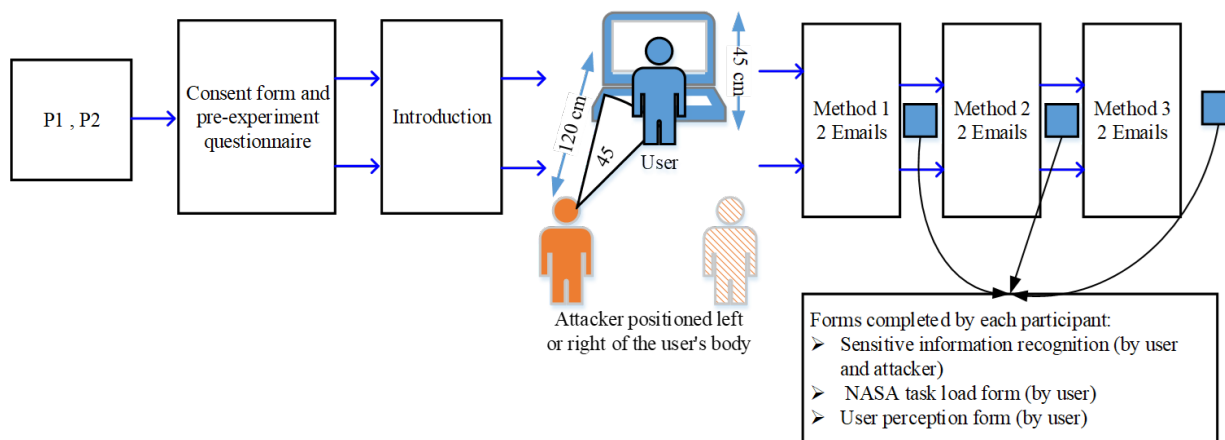 P1 , P2
Consent form and
pre-experiment
questionnaire
Introduction
120 cm
45
45 cm
User
Attacker positioned left
or right of the user's body
Method 1
2 Emails
Method 2
2 Emails
Method 3
2 Emails
Forms completed by each participant:
➢ Sensitive information recognition (by user
and attacker)
➢ NASA task load form (by user)
➢ User perception form (by user)